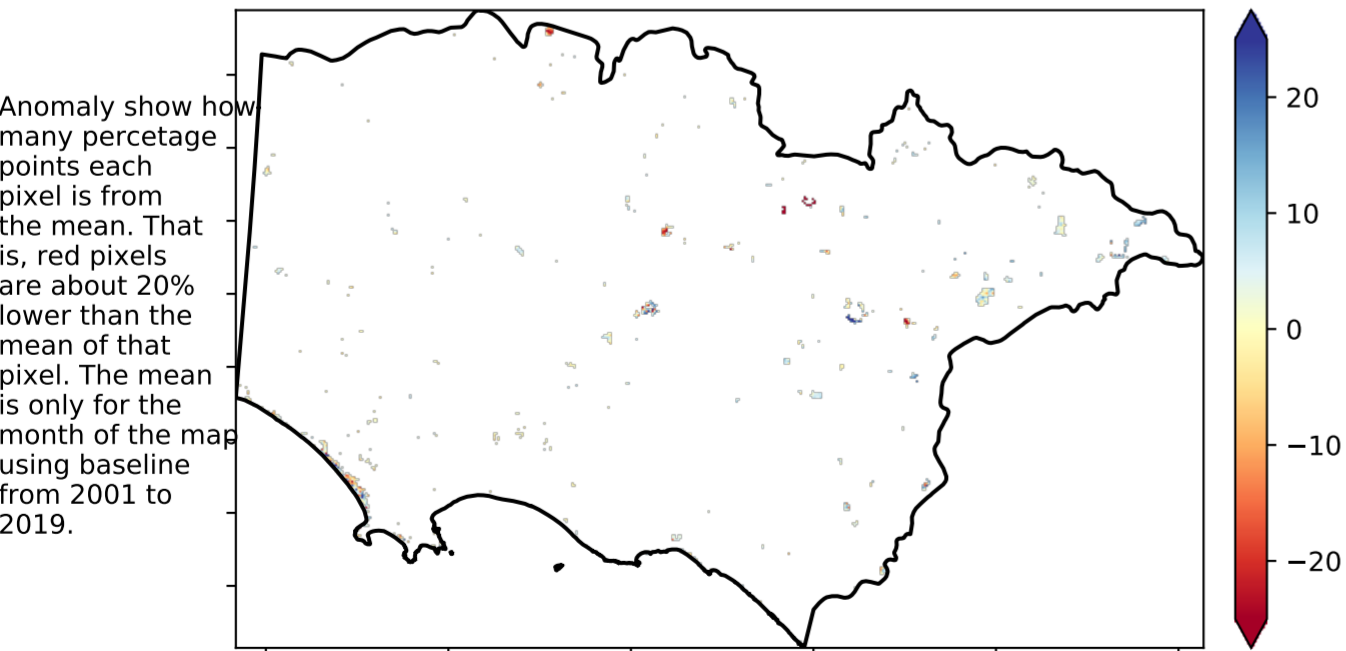 Anomaly show how
many percetage
points each
pixel is from
the mean. That
is, red pixels
are about 20%
lower than the
mean of that
pixel. The mean
is only for the
month of the map
using baseline
from 2001 to
2019.
20
10
0
−10
−20